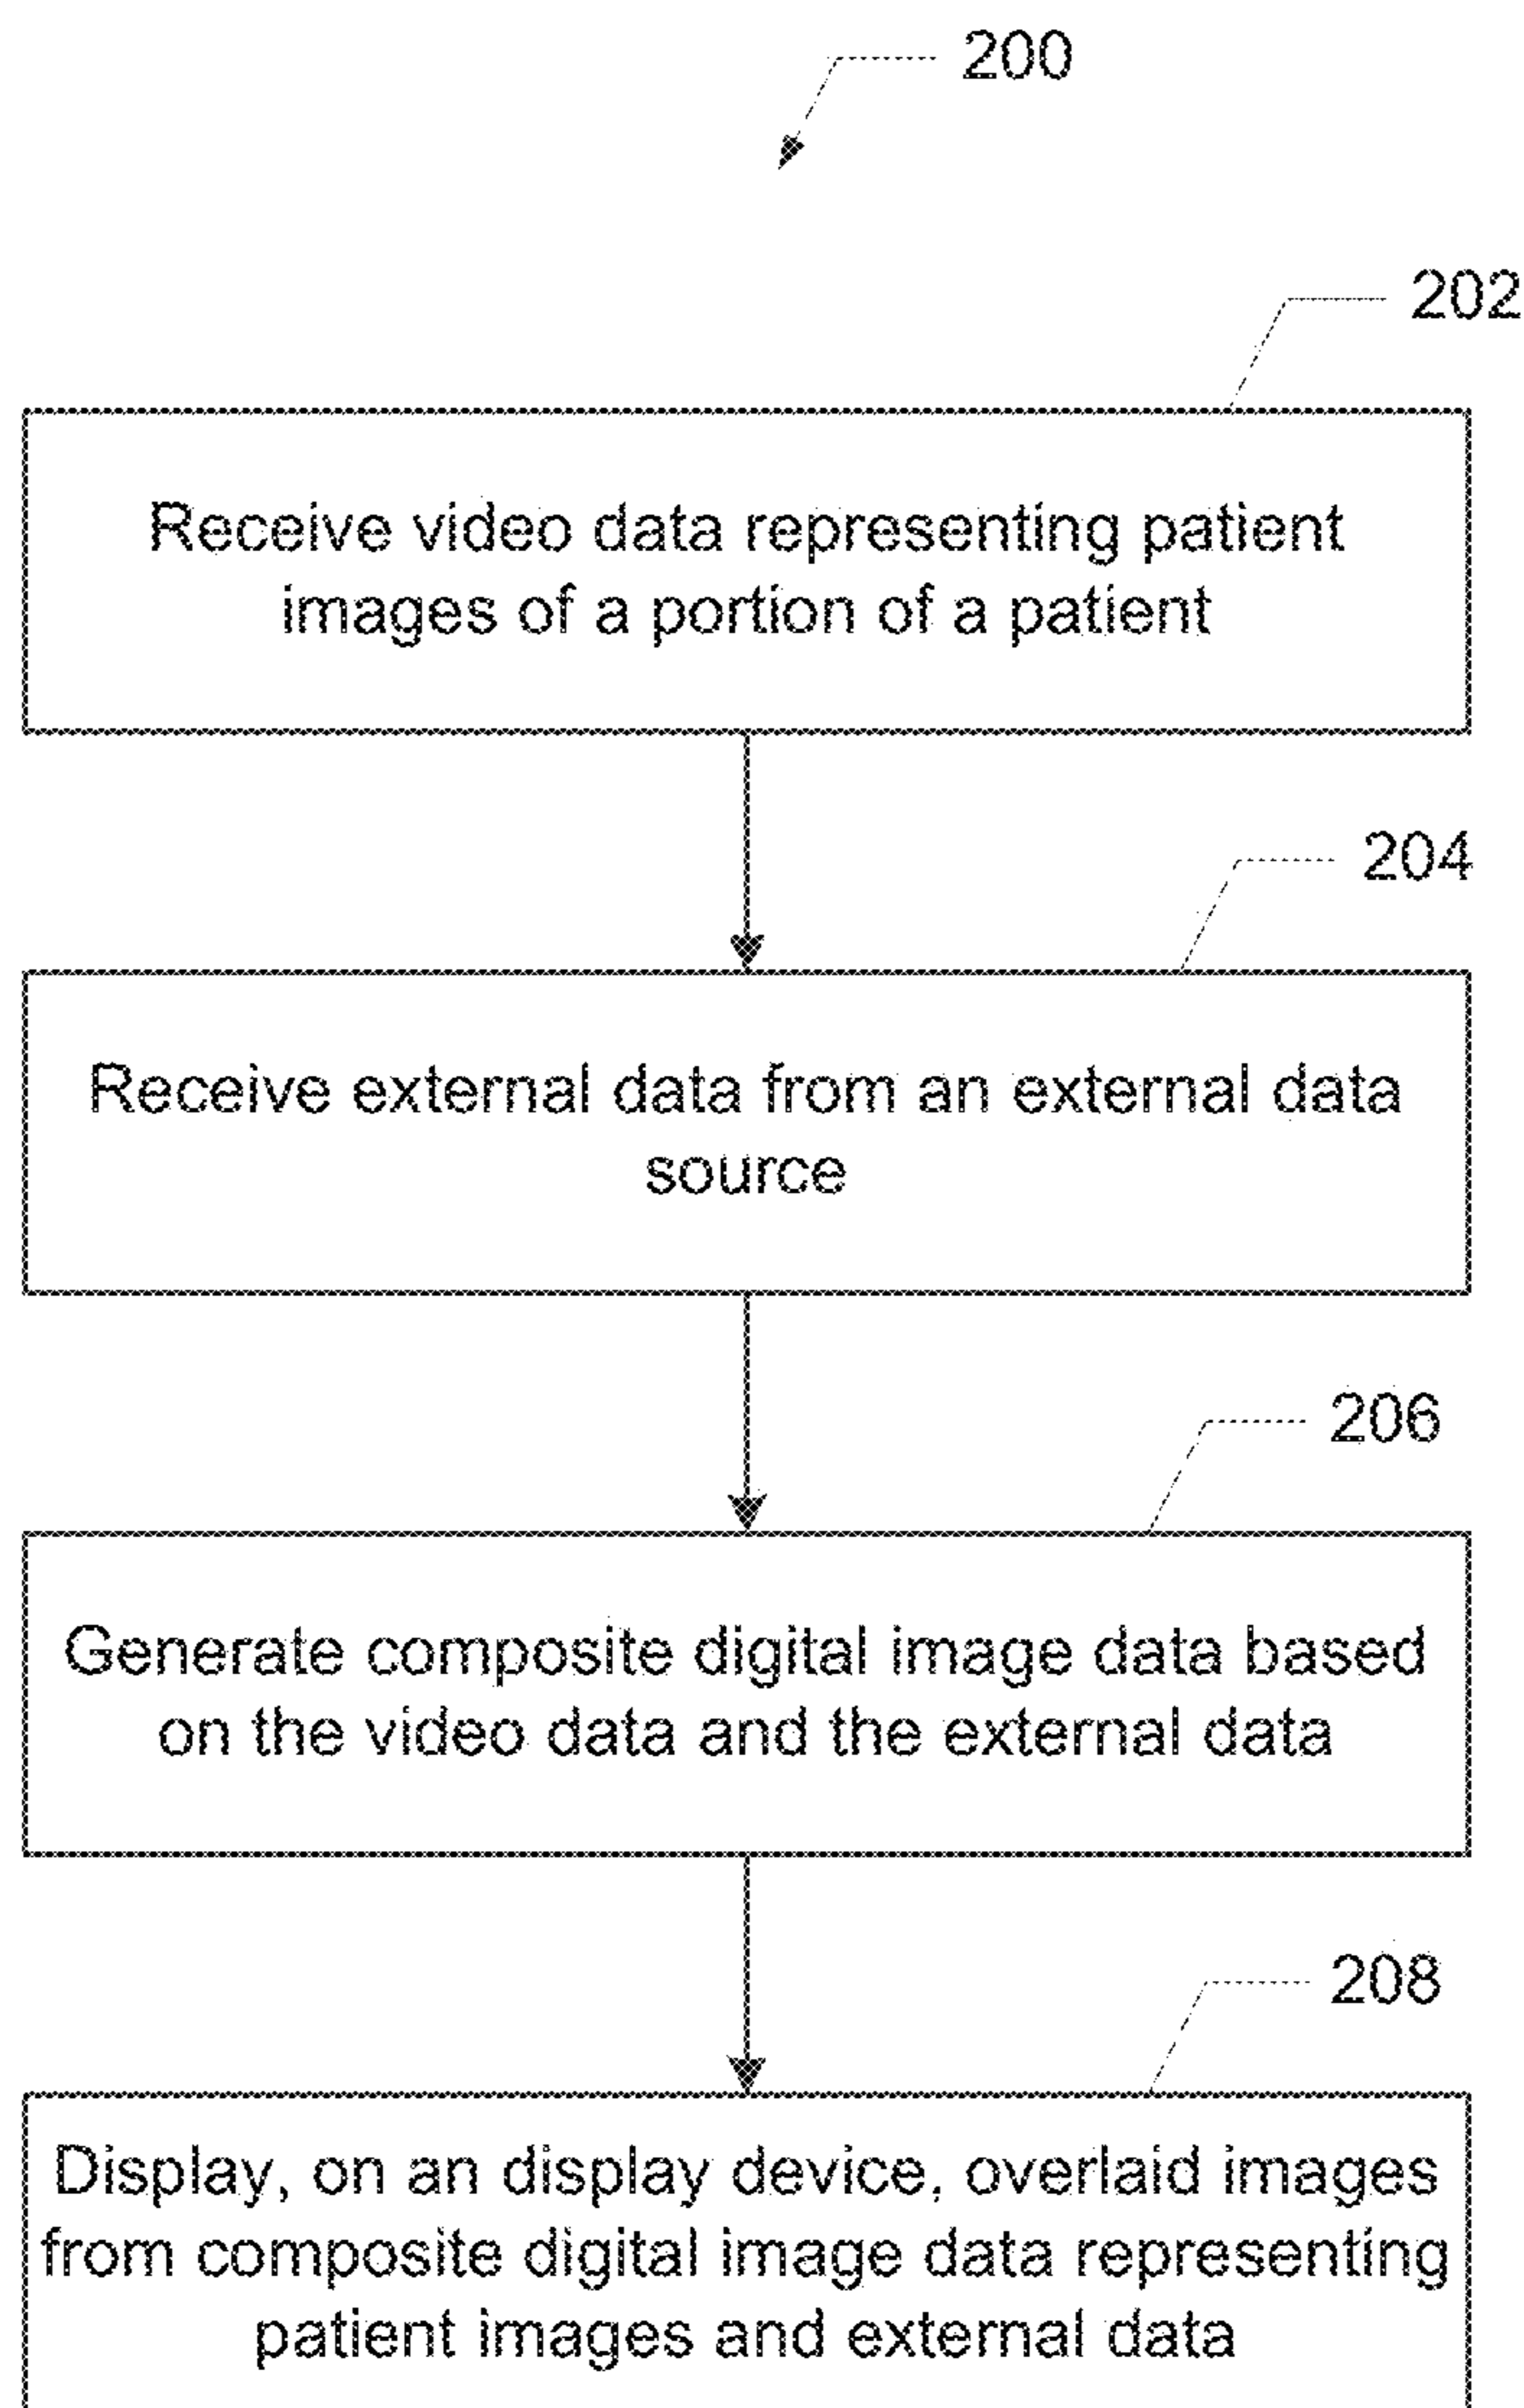 200
202
Receive video data representing patient
images of a portion of a patient
204
Receive external data from an external data
source
206
Generate composite digital image data based
on the video data and the external data
208
Display, on an display device, overlaid images
from composite digital image data representing
patient images and external data